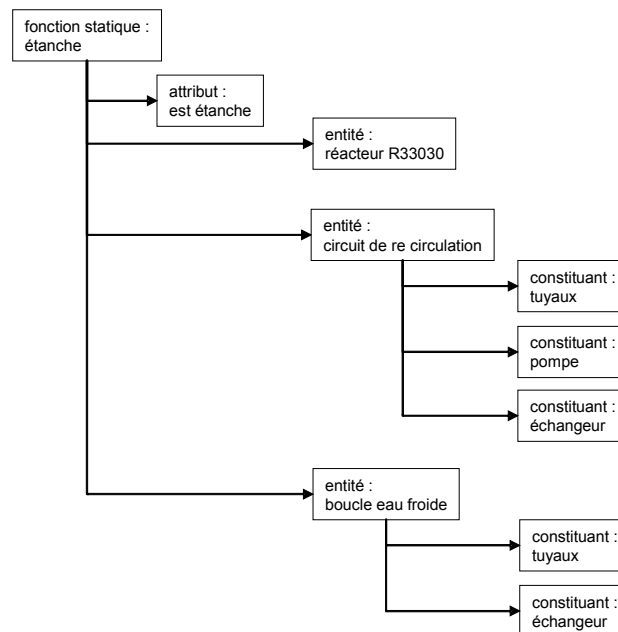 fonction statique :
étanche
attribut :
est étanche
entité :
réacteur R33030
entité :
circuit de re circulation
constituant :
tuyaux
constituant :
pompe
constituant :
échangeur
entité :
boucle eau froide
constituant :
tuyaux
constituant :
échangeur